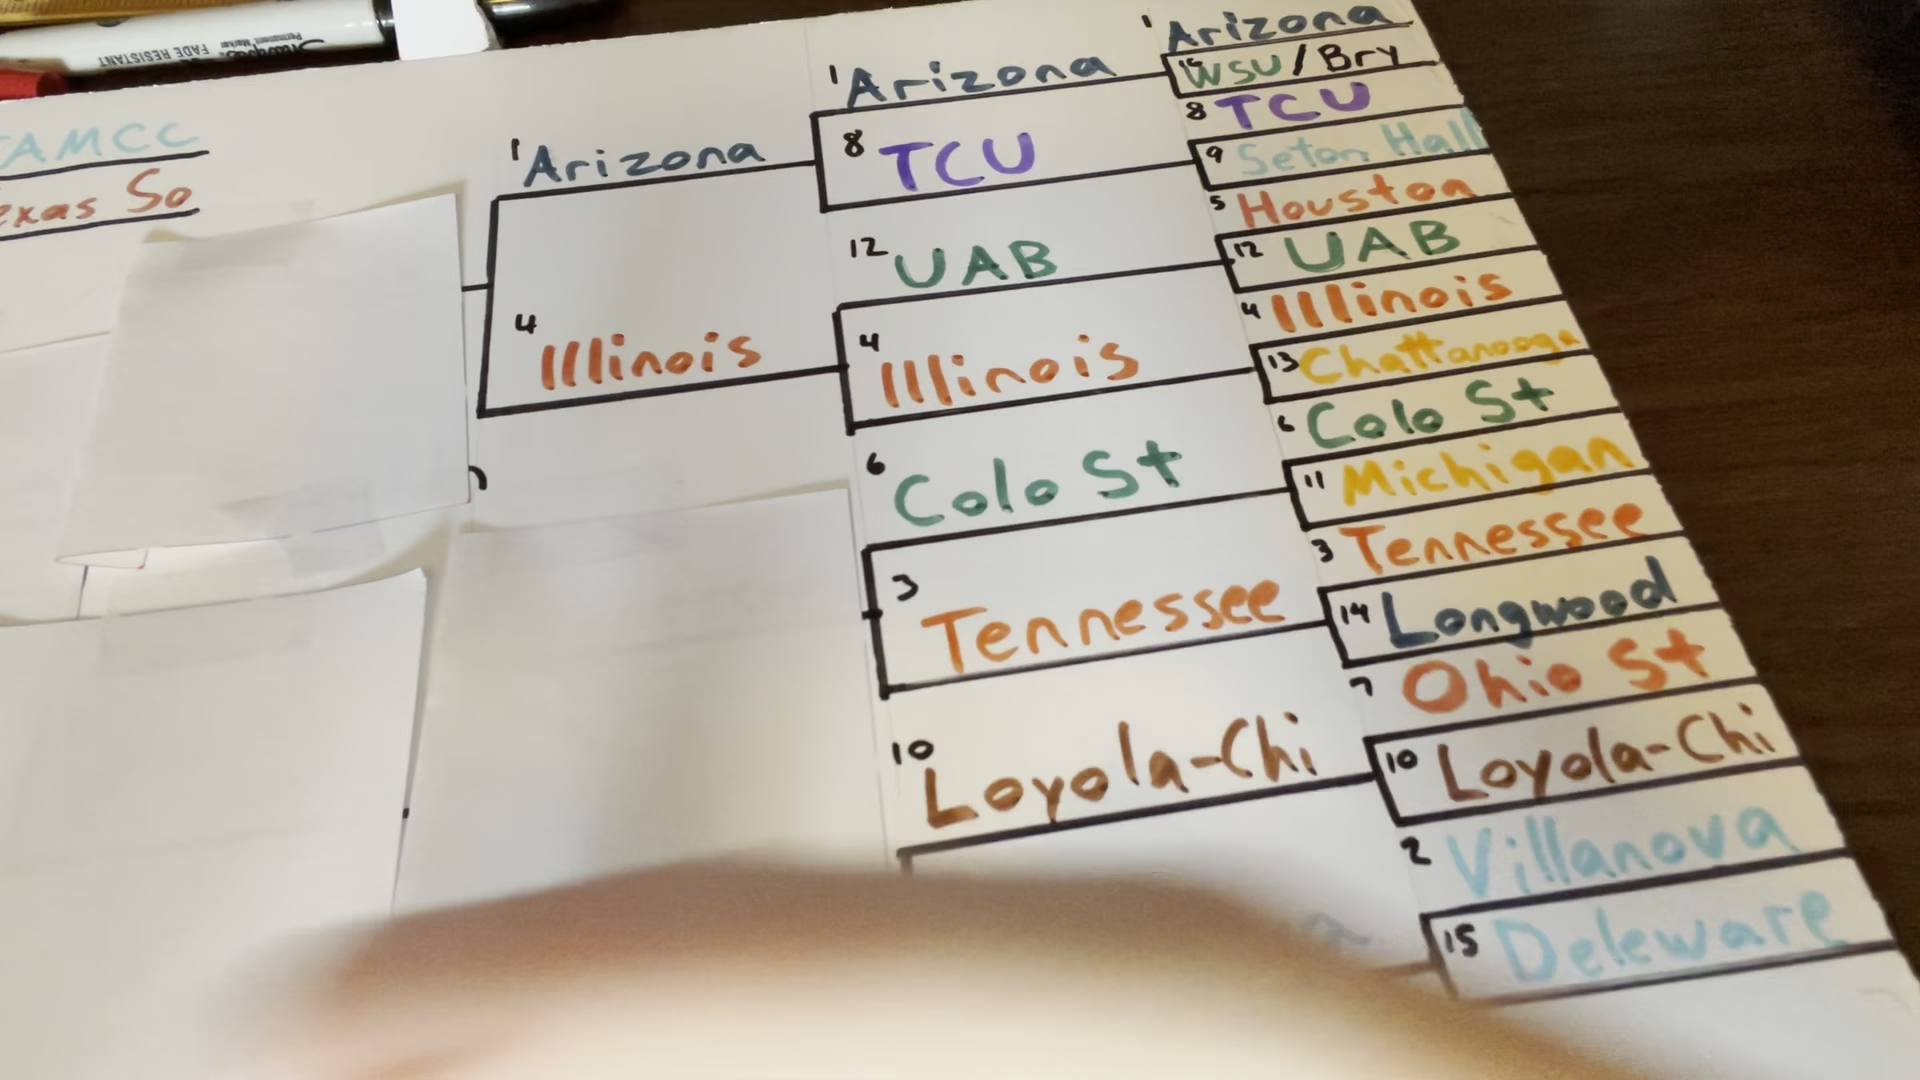 Sharpie
Permanent Marker
FADE RESISTANT
AMCC
exas So
1 Arizona
4 Illinois
1 Arizona
8 TCU
12 UAB
4 Illinois
6 Colo St
3 Tennessee
10 Loyola-Chi
1 Arizona
WSU/Bry
8 TCU
9 Seton Hall
5 Houston
12 UAB
4 Illinois
13 Chattanooga
6 Colo St
11 Michigan
3 Tennessee
14 Longwood
7 Ohio St
10 Loyola-Chi
2 Villanova
15 Deleware